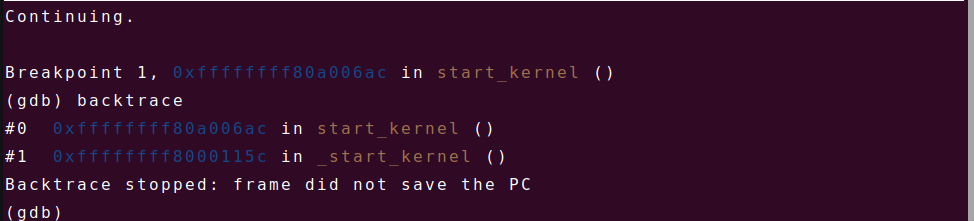 Continuing.
Breakpoint 1, 0xffffffff80a006ac in start_kernel ()
(gdb) backtrace
#0  0xffffffff80a006ac in start_kernel ()
#1  0xffffffff8000115c in _start_kernel ()
Backtrace stopped: frame did not save the PC
(gdb)